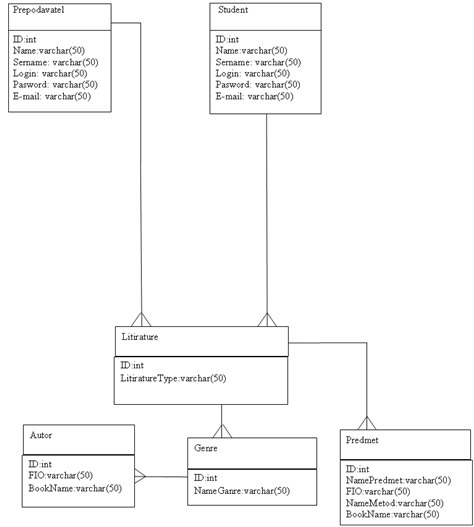 Prepodavatel
ID:int
Name:varchar(50)
Sername: varchar(50)
Login: varchar(50)
Pasword: varchar(50)
E-mail: varchar(50)
Student
ID:int
Name:varchar(50)
Sername: varchar(50)
Login: varchar(50)
Pasword: varchar(50)
E-mail: varchar(50)
Litirature
ID:int
LitiratureType:varchar(50)
Autor
ID:int
FIO:varchar(50)
BookName:varchar(50)
Genre
ID:int
NameGanre:varchar(50)
Predmet
ID:int
NamePredmet:varchar(50)
FIO:varchar(50)
NameMetod:varchar(50)
BookName:varchar(50)